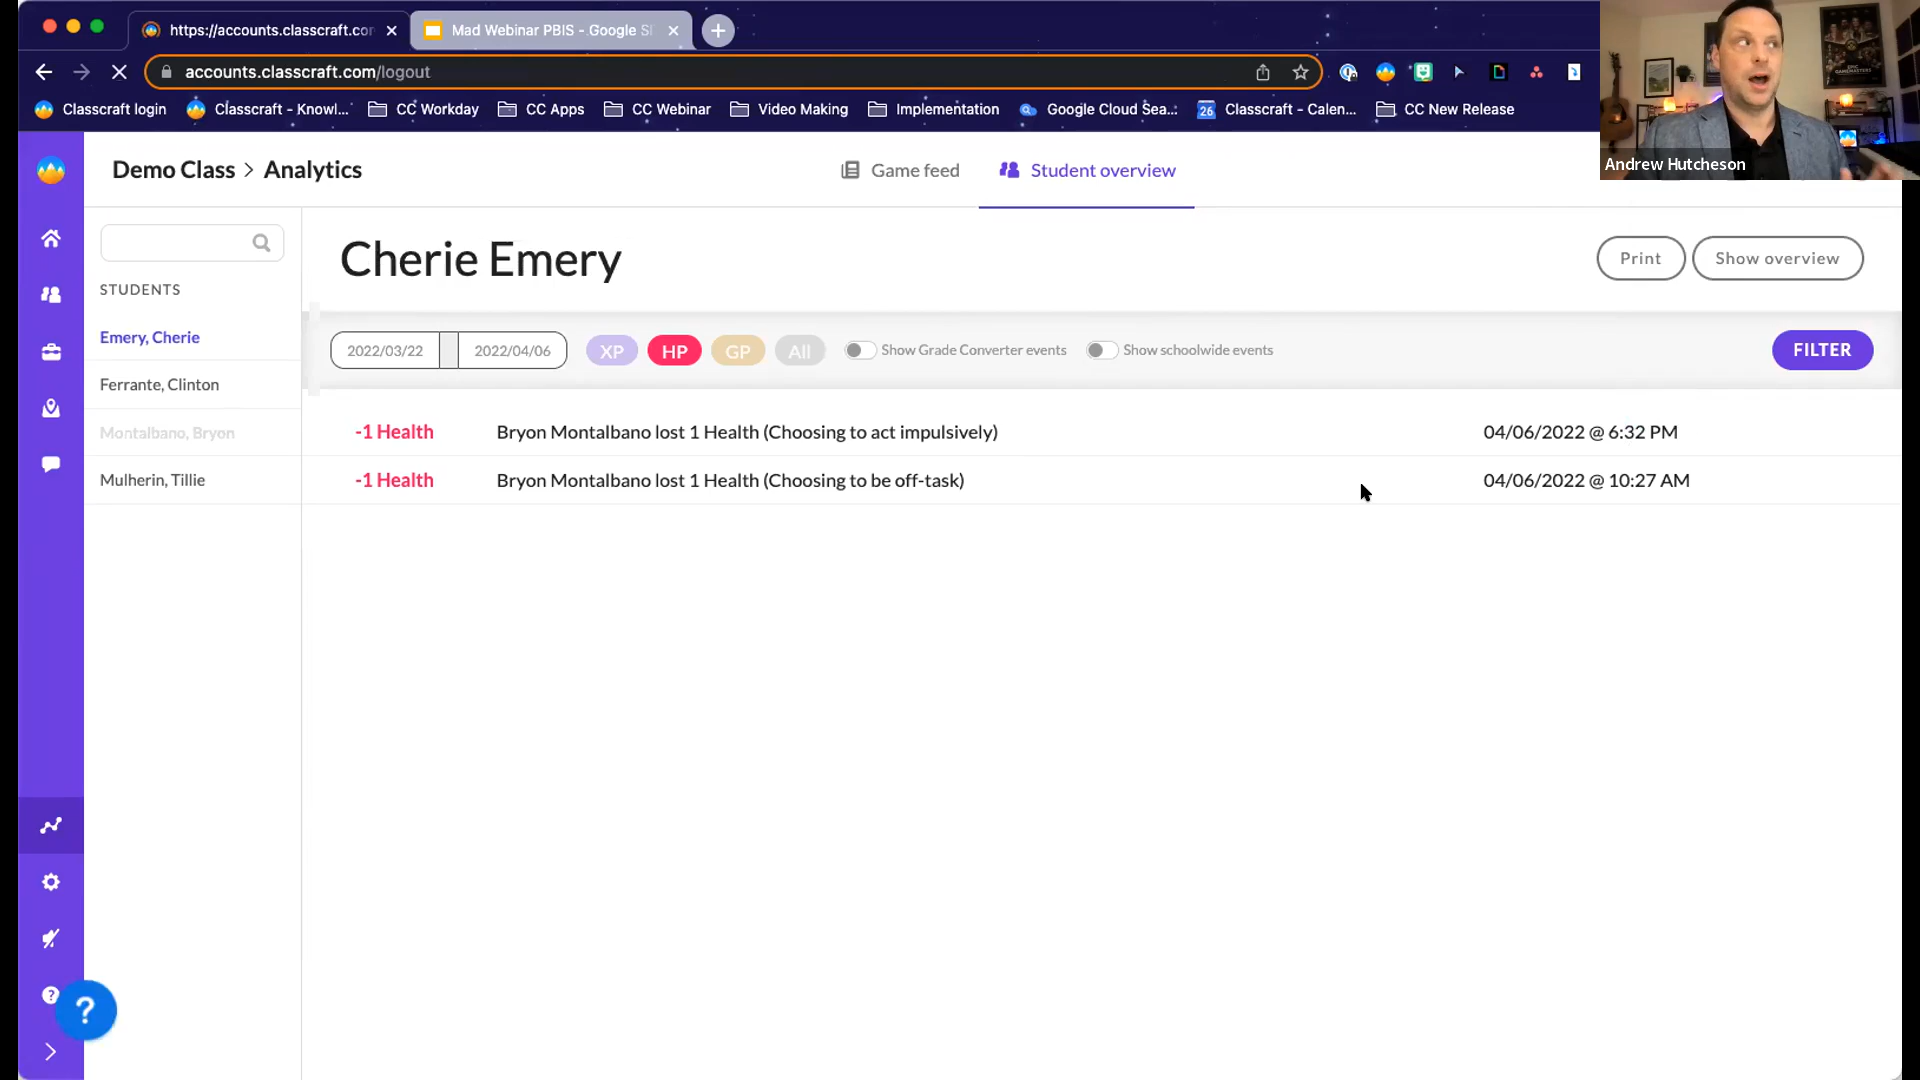 https://accounts.classcraft.cor
Mad Webinar PBIS - Google Sl
accounts.classcraft.com/logout
Classcraft login
Classcraft - Knowl...
CC Workday
CC Apps
CC Webinar
Video Making
Implementation
Google Cloud Sea...
26
Classcraft - Calen...
CC New Release
Andrew Hutcheson
Demo Class > Analytics
Game feed
Student overview
Cherie Emery
Print
Show overview
STUDENTS
Emery, Cherie
Ferrante, Clinton
Montalbano, Bryon
Mulherin, Tillie
2022/03/22
2022/04/06
XP
HP
GP
All
Show Grade Converter events
Show schoolwide events
FILTER
-1 Health Bryon Montalbano lost 1 Health (Choosing to act impulsively) 04/06/2022 @ 6:32 PM
-1 Health Bryon Montalbano lost 1 Health (Choosing to be off-task) 04/06/2022 @ 10:27 AM
?
?